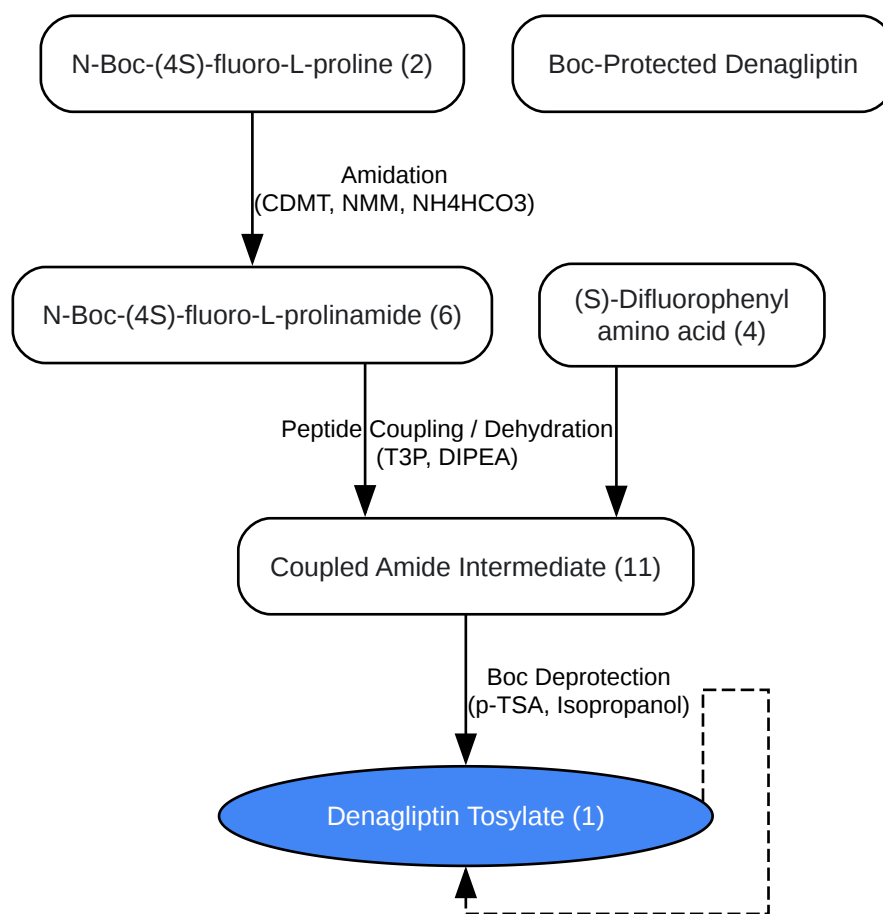 N-Boc-(4S)-fluoro-L-proline (2)
Boc-Protected Denagliptin
Amidation
(CDMT, NMM, NH4HCO3)
N-Boc-(4S)-fluoro-L-prolinamide (6)
(S)-Difluorophenyl
amino acid (4)
Peptide Coupling / Dehydration
(T3P, DIPEA)
Coupled Amide Intermediate (11)
Boc Deprotection
(p-TSA, Isopropanol)
Denagliptin Tosylate (1)